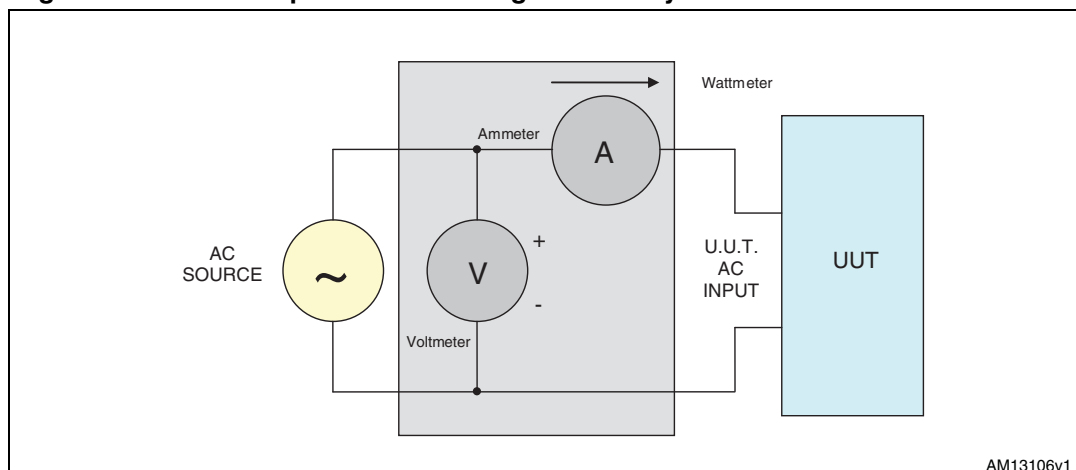 Wattmeter
Ammeter
A
AC
SOURCE
~
V
+
-
Voltmeter
U.U.T.
AC
INPUT
UUT
AM13106v1